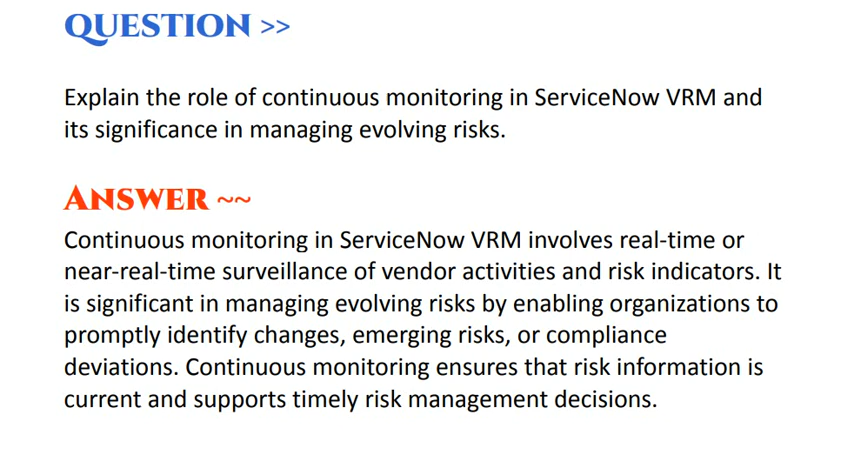 QUESTION >>
Explain the role of continuous monitoring in ServiceNow VRM and
its significance in managing evolving risks.
ANSWER ~~
Continuous monitoring in ServiceNow VRM involves real-time or
near-real-time surveillance of vendor activities and risk indicators. It
is significant in managing evolving risks by enabling organizations to
promptly identify changes, emerging risks, or compliance
deviations. Continuous monitoring ensures that risk information is
current and supports timely risk management decisions.